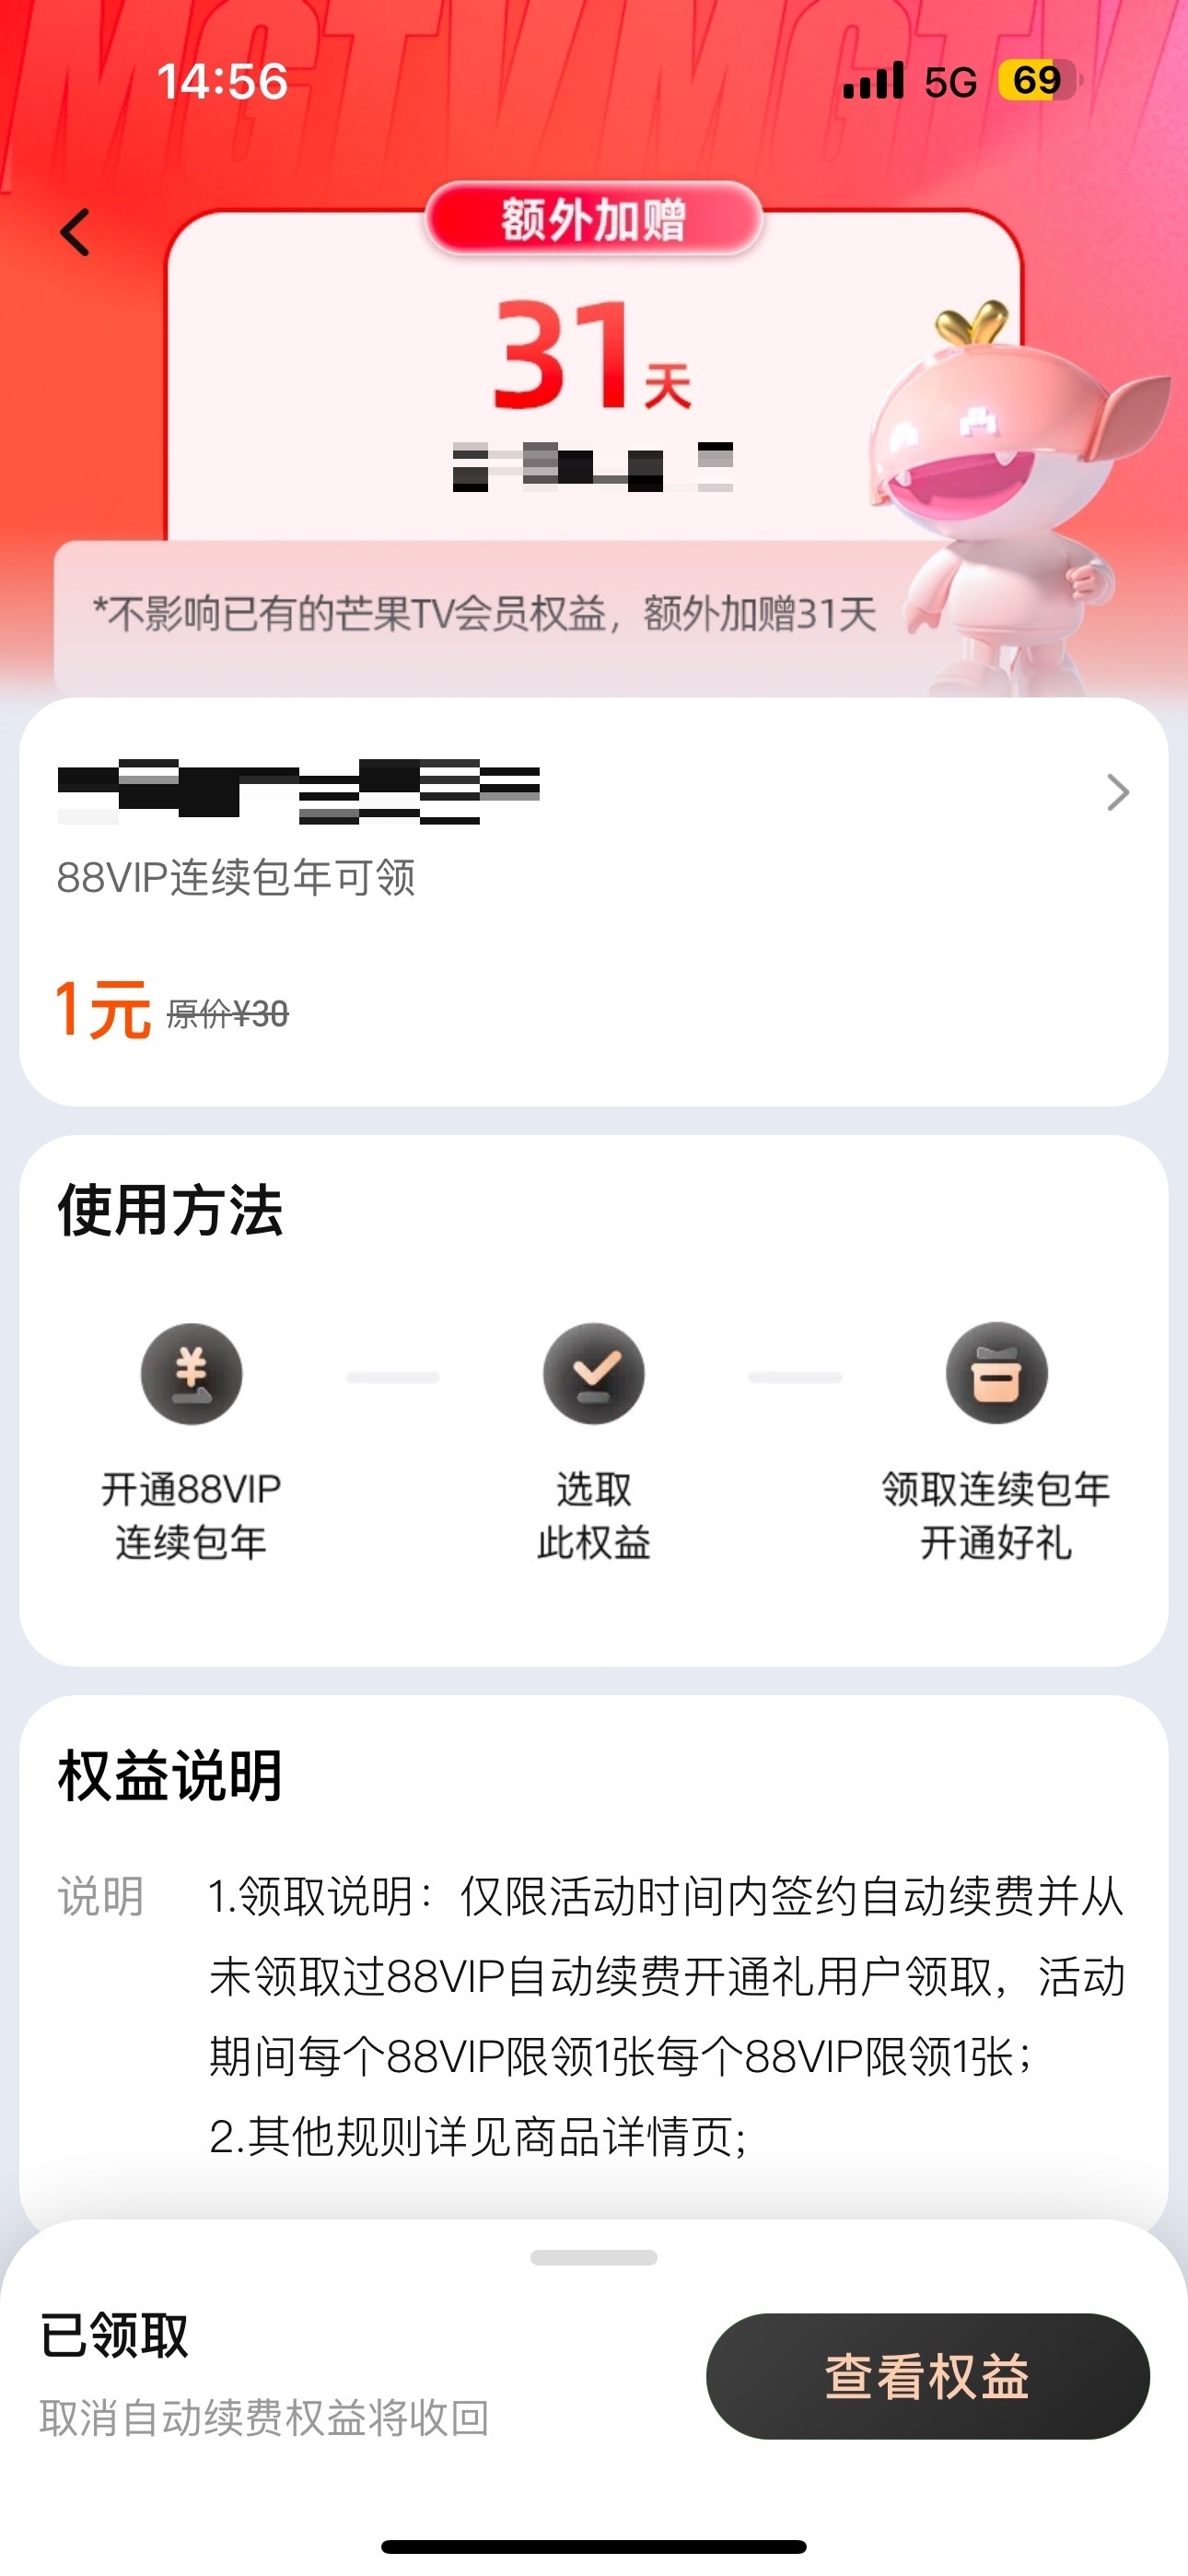 MGTVMGTV
14:56
5G 69
额外加赠
31天
*不影响已有的芒果TV会员权益，额外加赠31天
88VIP连续包年可领
1元 原价¥30
使用方法
开通88VIP
连续包年
选取
此权益
领取连续包年
开通好礼
权益说明
说明
1.领取说明：仅限活动时间内签约自动续费并从
未领取过88VIP自动续费开通礼用户领取，活动
期间每个88VIP限领1张每个88VIP限领1张；
2.其他规则详见商品详情页;
已领取
取消自动续费权益将收回
查看权益